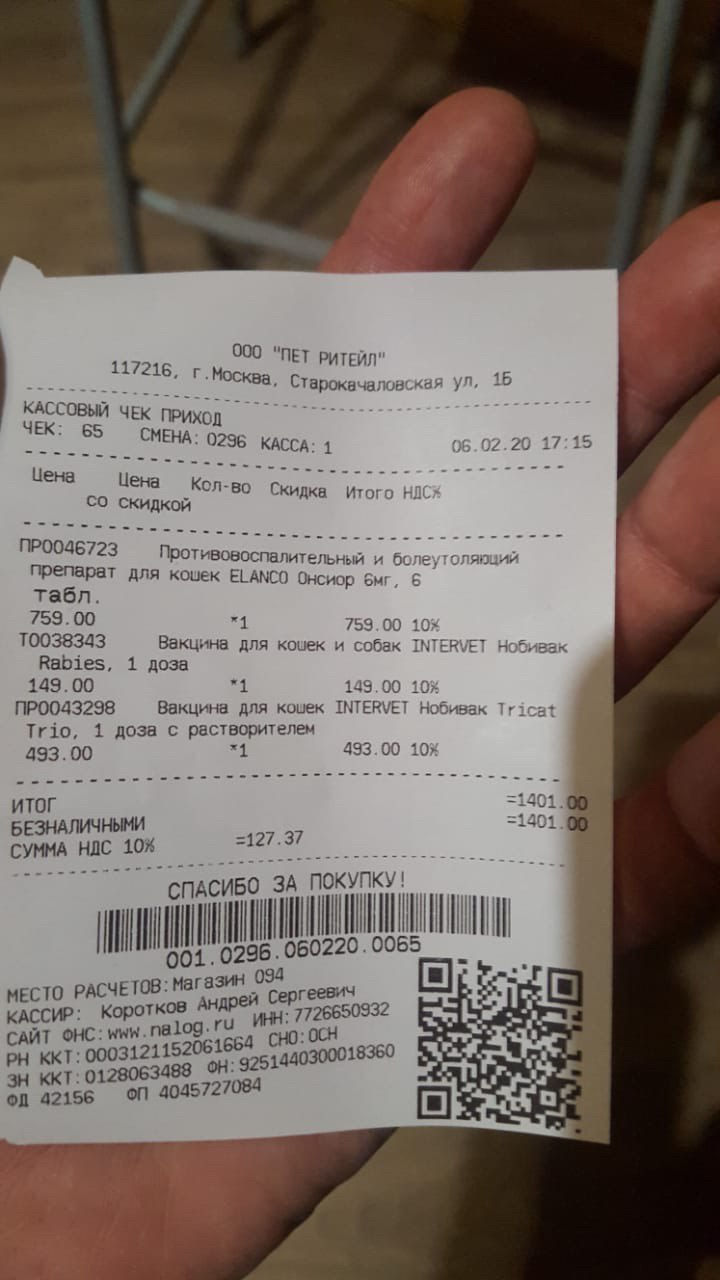 ООО "ПЕТ РИТЕЙЛ"
117216, г.Москва, Старокачаловская ул, 1Б
КАССОВЫЙ ЧЕК ПРИХОД
ЧЕК: 65 СМЕНА: 0296 КАССА: 1 06.02.20 17:15
Цена Цена Кол-во Скидка Итого НДС%
со скидкой
ПР0046723 Противовоспалительный и болеутоляющий
препарат для кошек ELANCO Онсиор 6мг, 6
табл.
759.00 *1 759.00 10%
Т0038343 Вакцина для кошек и собак INTERVET Нобивак
Rabies, 1 доза
149.00 *1 149.00 10%
ПР0043298 Вакцина для кошек INTERVET Нобивак Tricat
Trio, 1 доза с растворителем
493.00 *1 493.00 10%
ИТОГ =1401.00
БЕЗНАЛИЧНЫМИ =1401.00
СУММА НДС 10% =127.37
СПАСИБО ЗА ПОКУПКУ!
001.0296.060220.0065
МЕСТО РАСЧЕТОВ: Магазин 094
КАССИР: Коротков Андрей Сергеевич
САЙТ ФНС: www.nalog.ru ИНН: 7726650932
РН ККТ: 0003121152061664 СНО: ОСН
ЗН ККТ: 0128063488 ФН: 9251440300018360
ФД 42156 ФП 4045727084